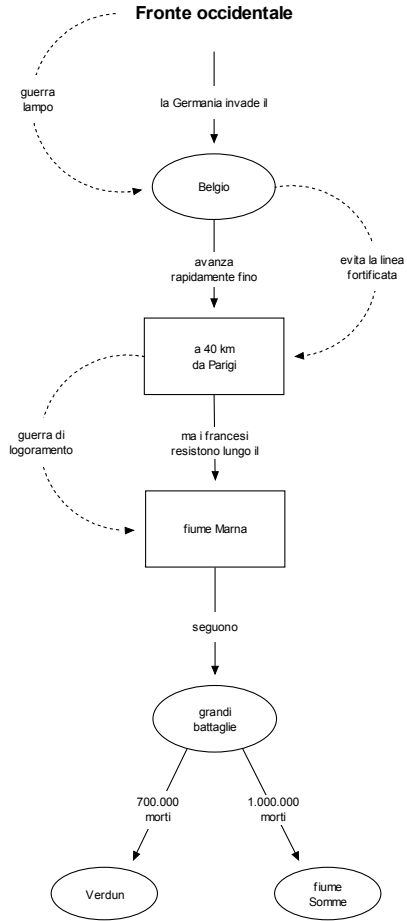 Fronte occidentale
guerra
lampo
la Germania invade il
Belgio
evita la linea
fortificata
avanza
rapidamente fino
a 40 km
da Parigi
guerra di
logoramento
ma i francesi
resistono lungo il
fiume Marna
seguono
grandi
battaglie
700.000
morti
1.000.000
morti
Verdun
fiume
Somme